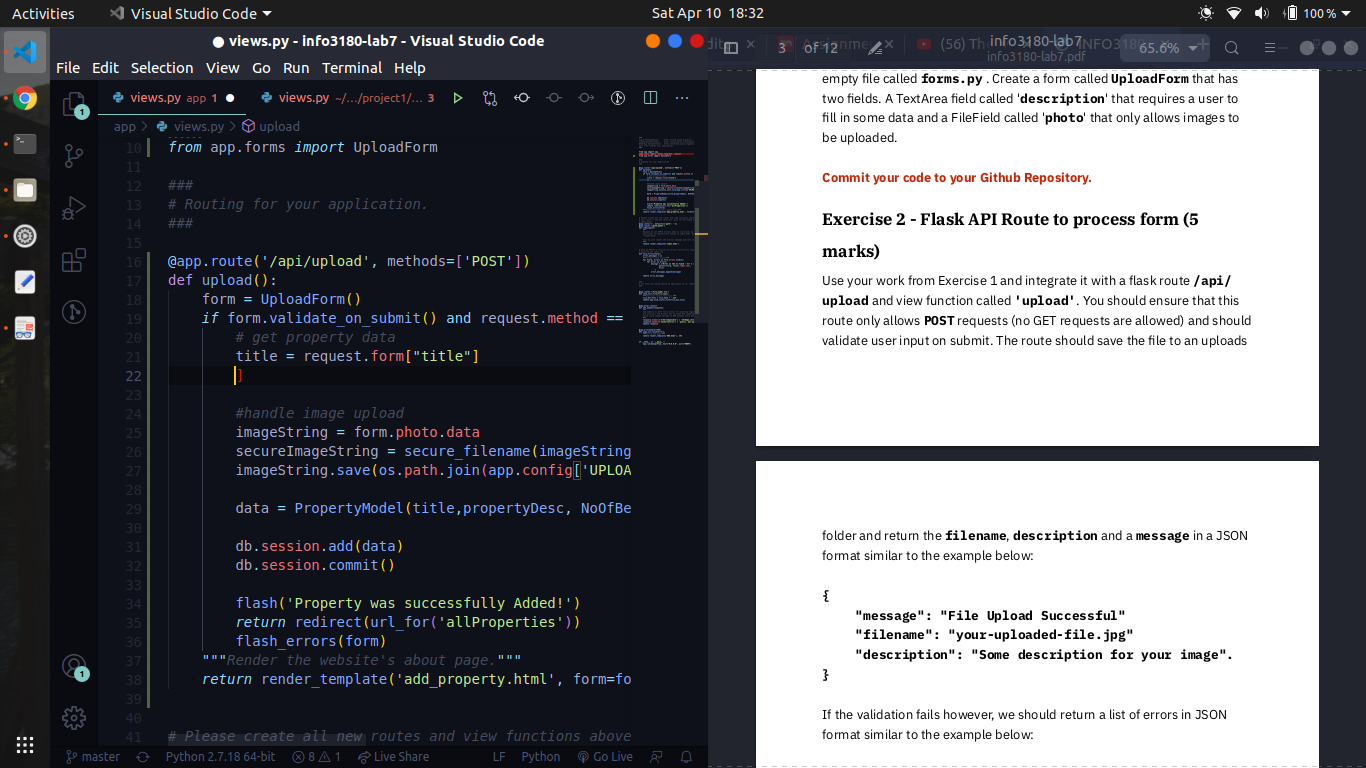 Activities
Visual Studio Code
Sat Apr 10 18:32
100 %
● views.py - info3180-lab7 - Visual Studio Code
File Edit Selection View Go Run Terminal Help
views.py app 1 ●
views.py ~/.../project1/... 3
app > views.py > upload
10 from app.forms import UploadForm
11
12 ###
13 # Routing for your application.
14 ###
15
16 @app.route('/api/upload', methods=['POST'])
17 def upload():
18 form = UploadForm()
19 if form.validate_on_submit() and request.method ==
20 # get property data
21 title = request.form["title"]
22 ]
23
24 #handle image upload
25 imageString = form.photo.data
26 secureImageString = secure_filename(imageString
27 imageString.save(os.path.join(app.config['UPLOA
28
29 data = PropertyModel(title,propertyDesc, NoOfBe
30
31 db.session.add(data)
32 db.session.commit()
33
34 flash('Property was successfully Added!')
35 return redirect(url_for('allProperties'))
36 flash_errors(form)
37 """Render the website's about page."""
38 return render_template('add_property.html', form=fo
39
40
41 # Please create all new routes and view functions above
1
1
master
Python 2.7.18 64-bit
8 1
Live Share
LF
Python
Go Live
3 of 12
info3180-lab7
info3180-lab7.pdf
65.6%
empty file called forms.py . Create a form called UploadForm that has
two fields. A TextArea field called 'description' that requires a user to
fill in some data and a FileField called 'photo' that only allows images to
be uploaded.
Commit your code to your Github Repository.
Exercise 2 - Flask API Route to process form (5
marks)
Use your work from Exercise 1 and integrate it with a flask route /api/
upload and view function called 'upload'. You should ensure that this
route only allows POST requests (no GET requests are allowed) and should
validate user input on submit. The route should save the file to an uploads
folder and return the filename, description and a message in a JSON
format similar to the example below:
{
"message": "File Upload Successful"
"filename": "your-uploaded-file.jpg"
"description": "Some description for your image".
}
If the validation fails however, we should return a list of errors in JSON
format similar to the example below: